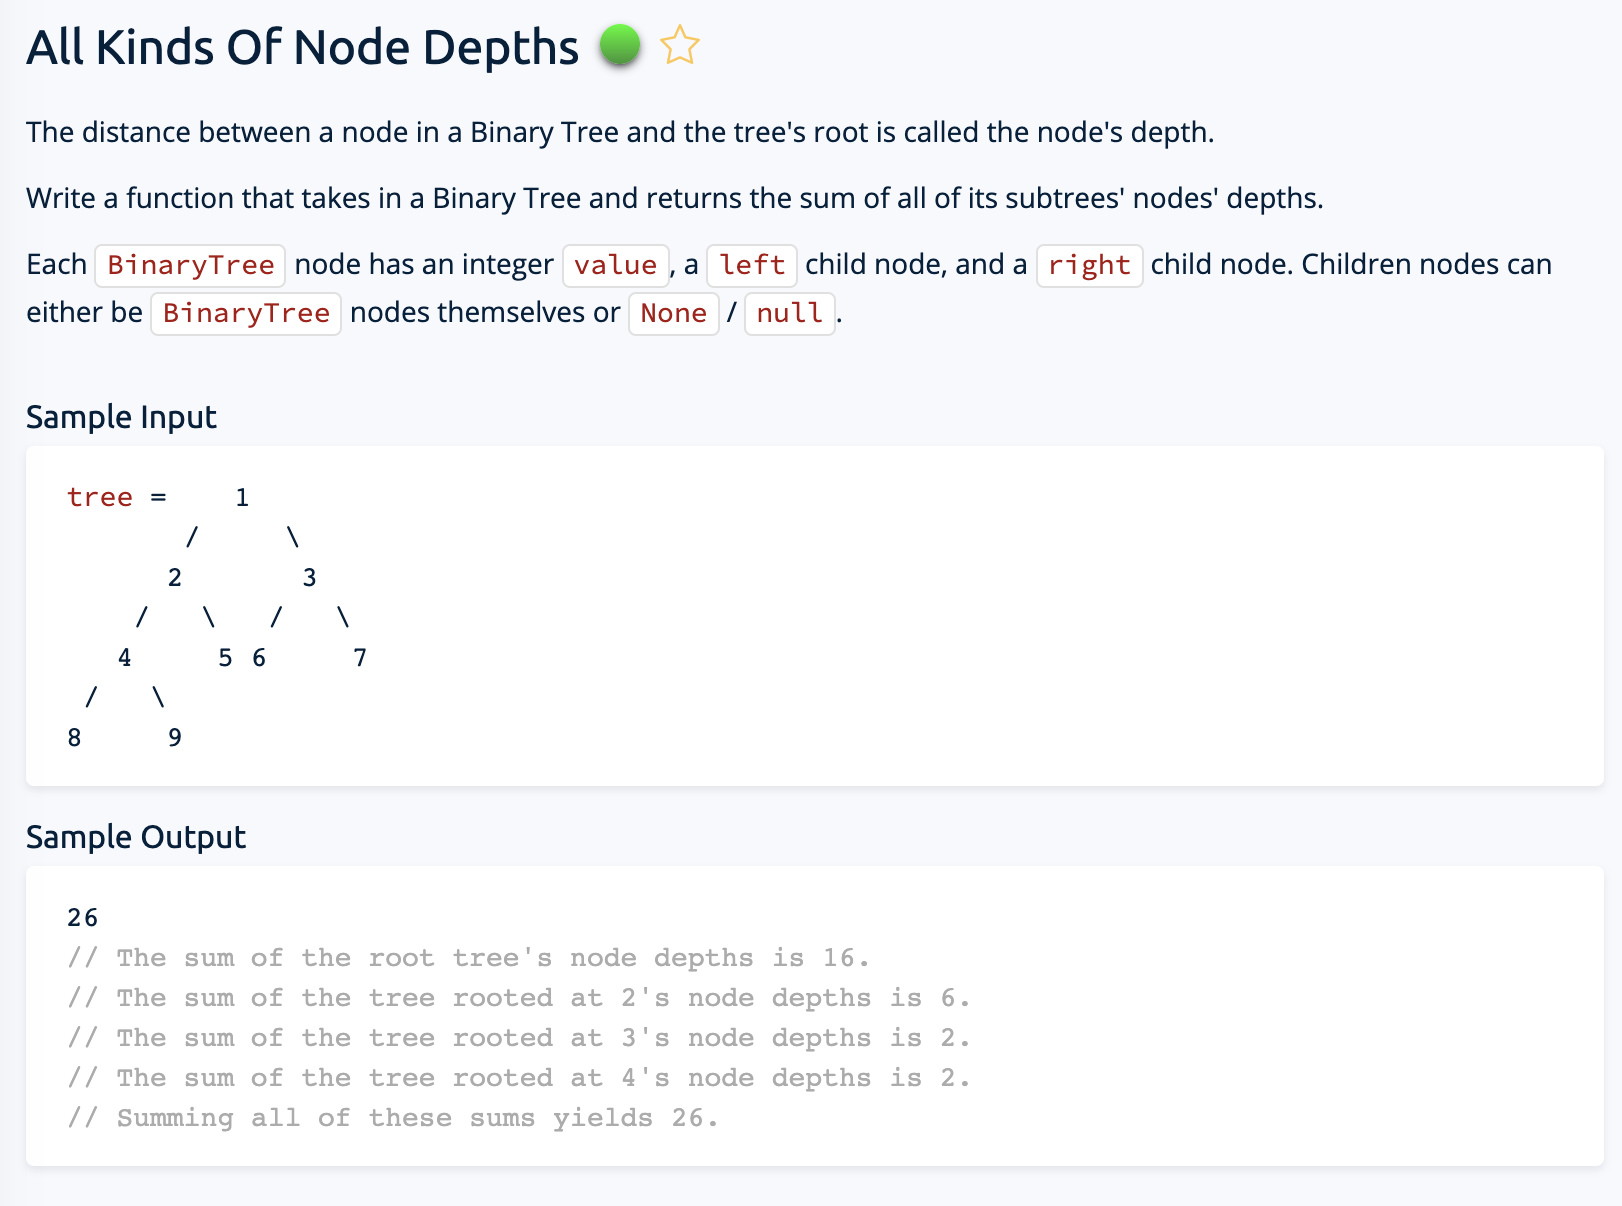 All Kinds Of Node Depths
The distance between a node in a Binary Tree and the tree's root is called the node's depth.
Write a function that takes in a Binary Tree and returns the sum of all of its subtrees' nodes' depths.
Each BinaryTree node has an integer value, a left child node, and a right child node. Children nodes can
either be BinaryTree nodes themselves or None / null.
Sample Input
tree =    1
       /     \
      2       3
    /   \   /   \
   4     5 6     7
 /   \
8     9
Sample Output
26
// The sum of the root tree's node depths is 16.
// The sum of the tree rooted at 2's node depths is 6.
// The sum of the tree rooted at 3's node depths is 2.
// The sum of the tree rooted at 4's node depths is 2.
// Summing all of these sums yields 26.